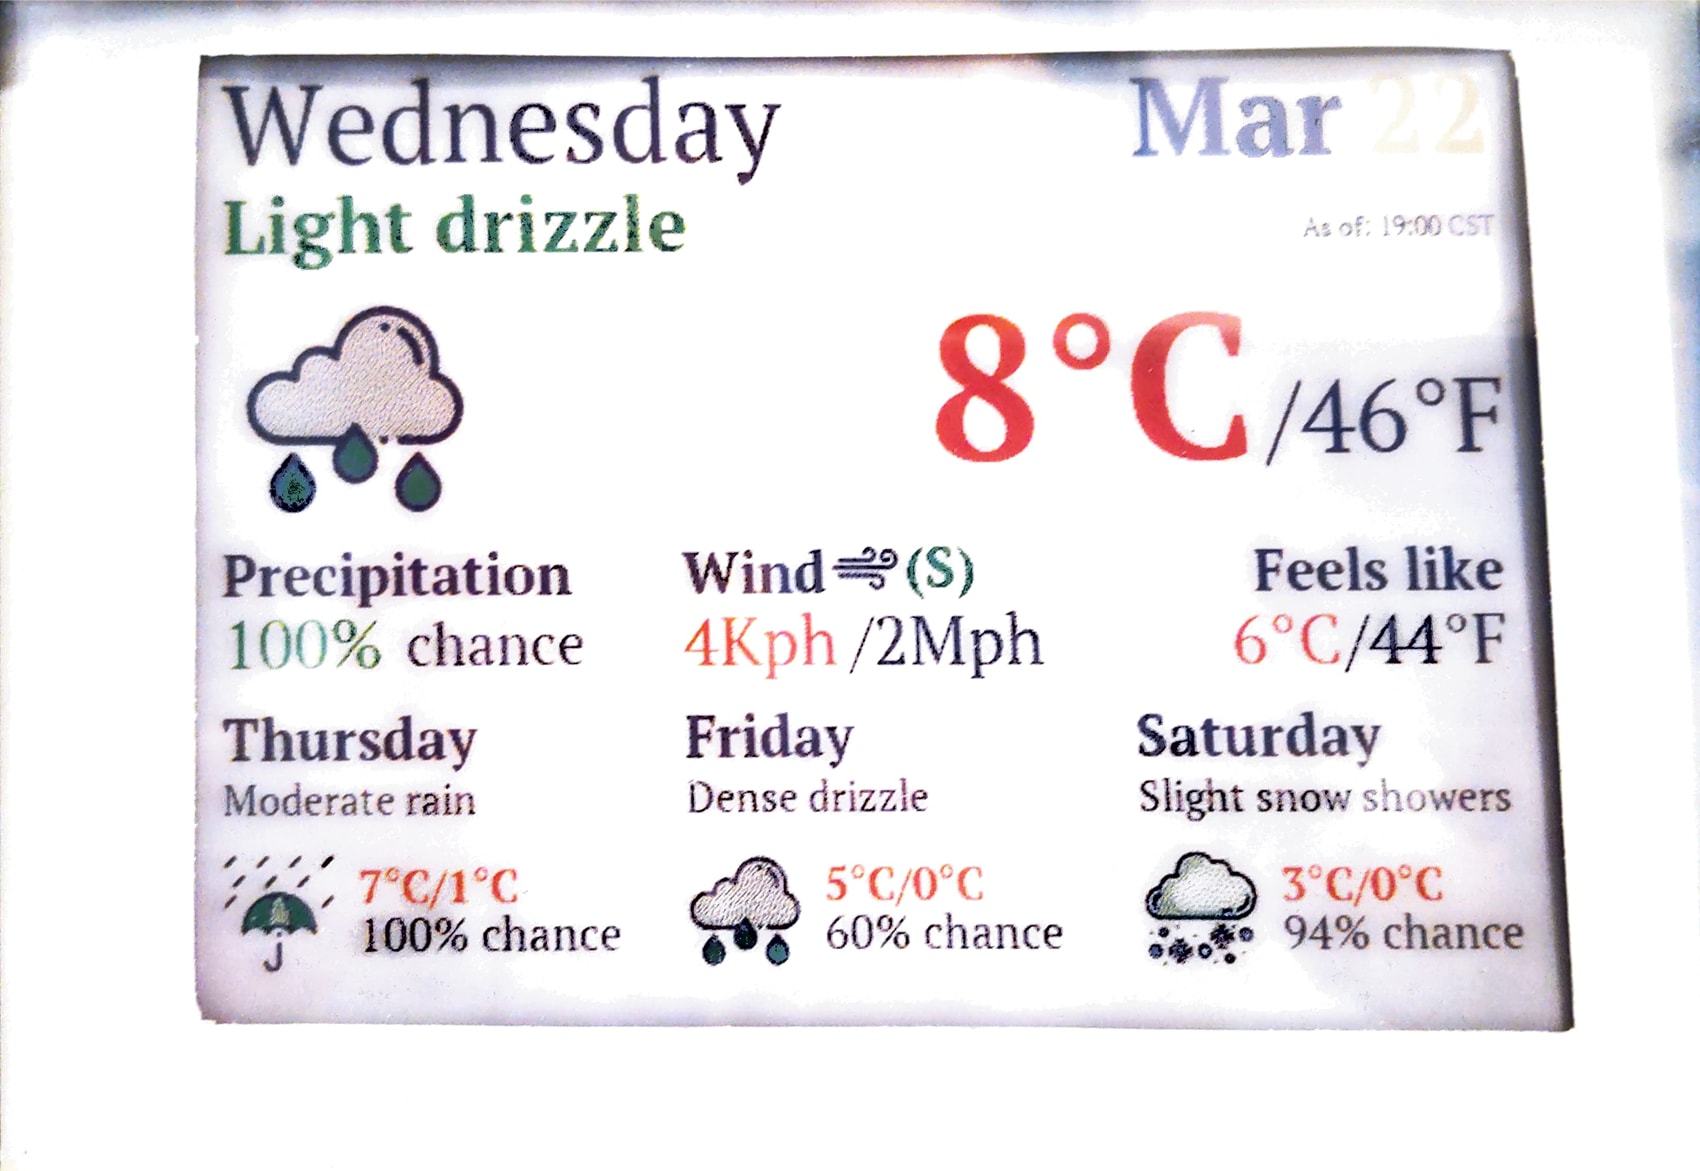 Wednesday
Mar 22
Light drizzle
As of: 19:00 CST
8°C/46°F
Precipitation
100% chance
Wind (S)
4Kph /2Mph
Feels like
6°C/44°F
Thursday
Moderate rain
7°C/1°C
100% chance
Friday
Dense drizzle
5°C/0°C
60% chance
Saturday
Slight snow showers
3°C/0°C
94% chance